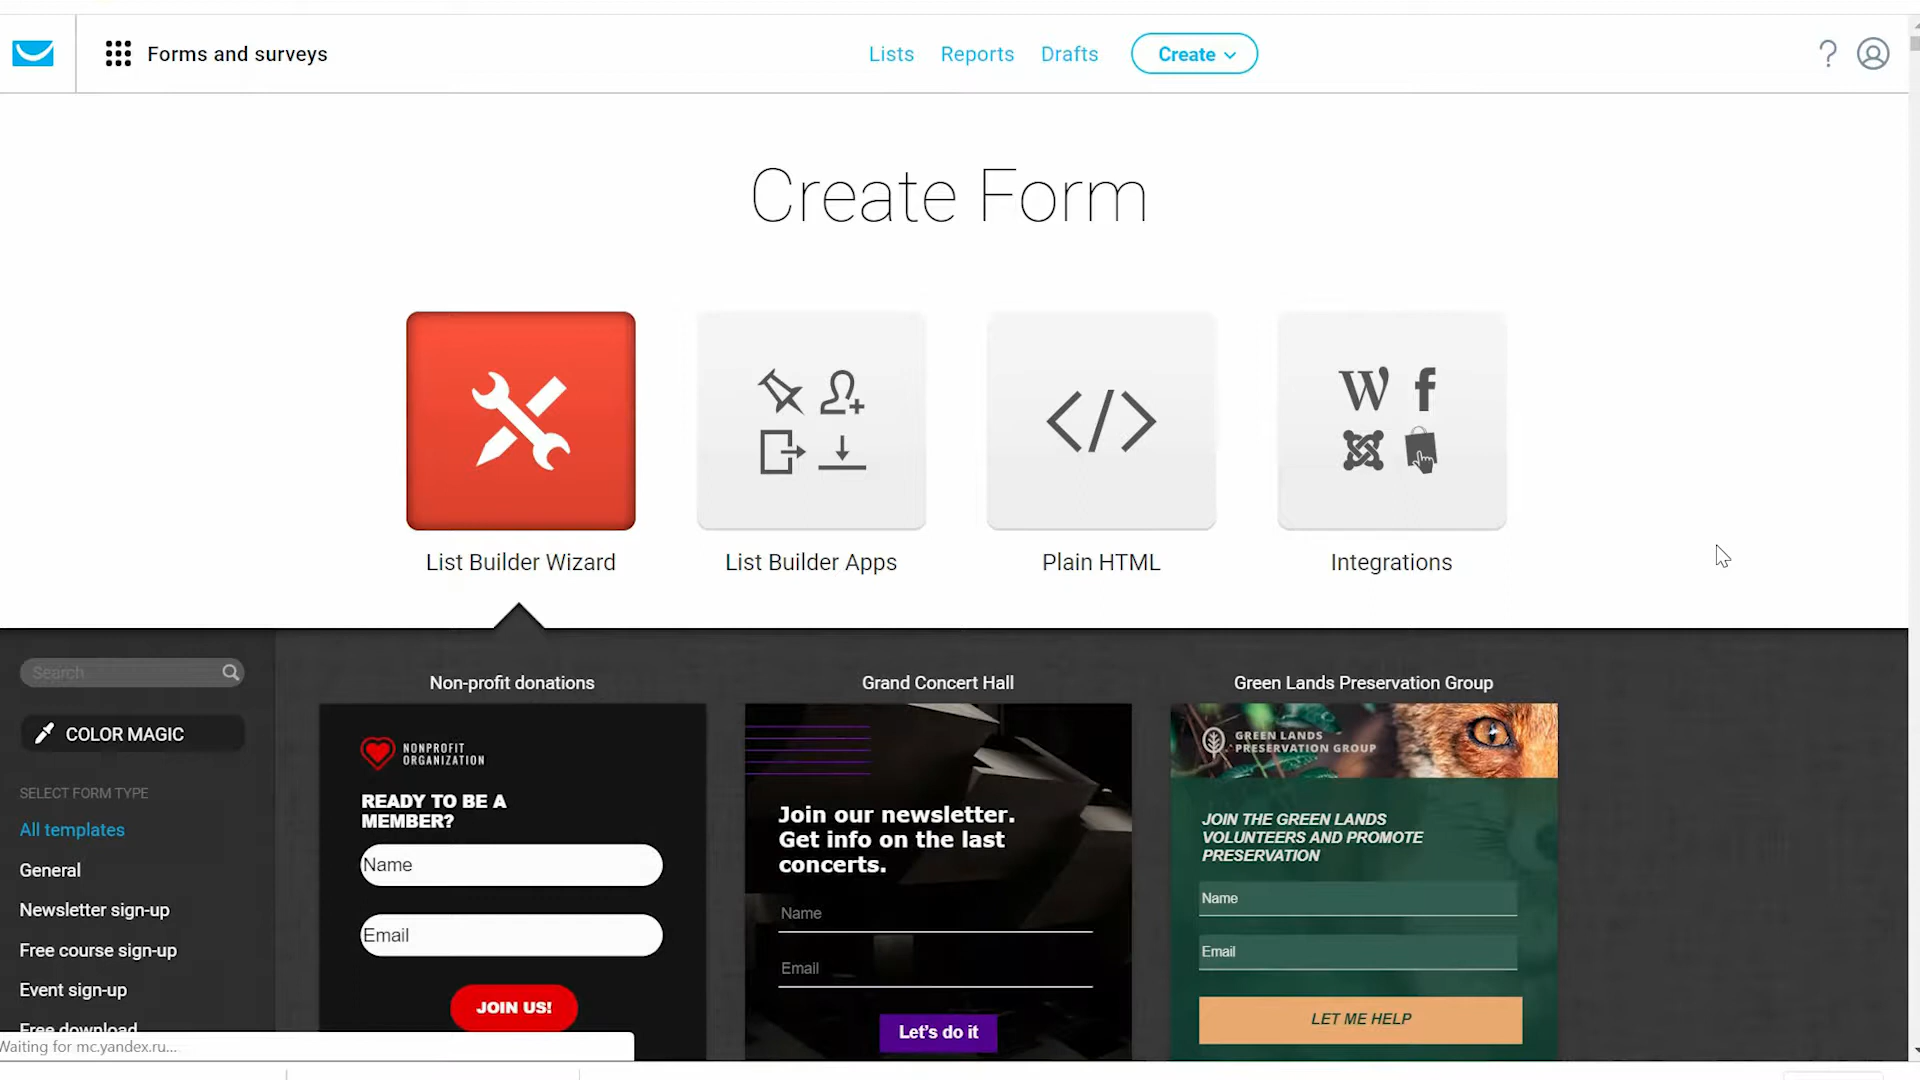 Forms and surveys
Lists
Reports
Drafts
Create
?
Create Form
W f
</>
List Builder Wizard
List Builder Apps
Plain HTML
Integrations
Search
COLOR MAGIC
SELECT FORM TYPE
All templates
General
Newsletter sign-up
Free course sign-up
Event sign-up
Free download
Waiting for mc.yandex.ru...
Non-profit donations
NONPROFIT
ORGANIZATION
READY TO BE A
MEMBER?
Name
Email
JOIN US!
Grand Concert Hall
Join our newsletter.
Get info on the last
concerts.
Name
Email
Let's do it
Green Lands Preservation Group
GREEN LANDS
PRESERVATION GROUP
JOIN THE GREEN LANDS
VOLUNTEERS AND PROMOTE
PRESERVATION
Name
Email
LET ME HELP